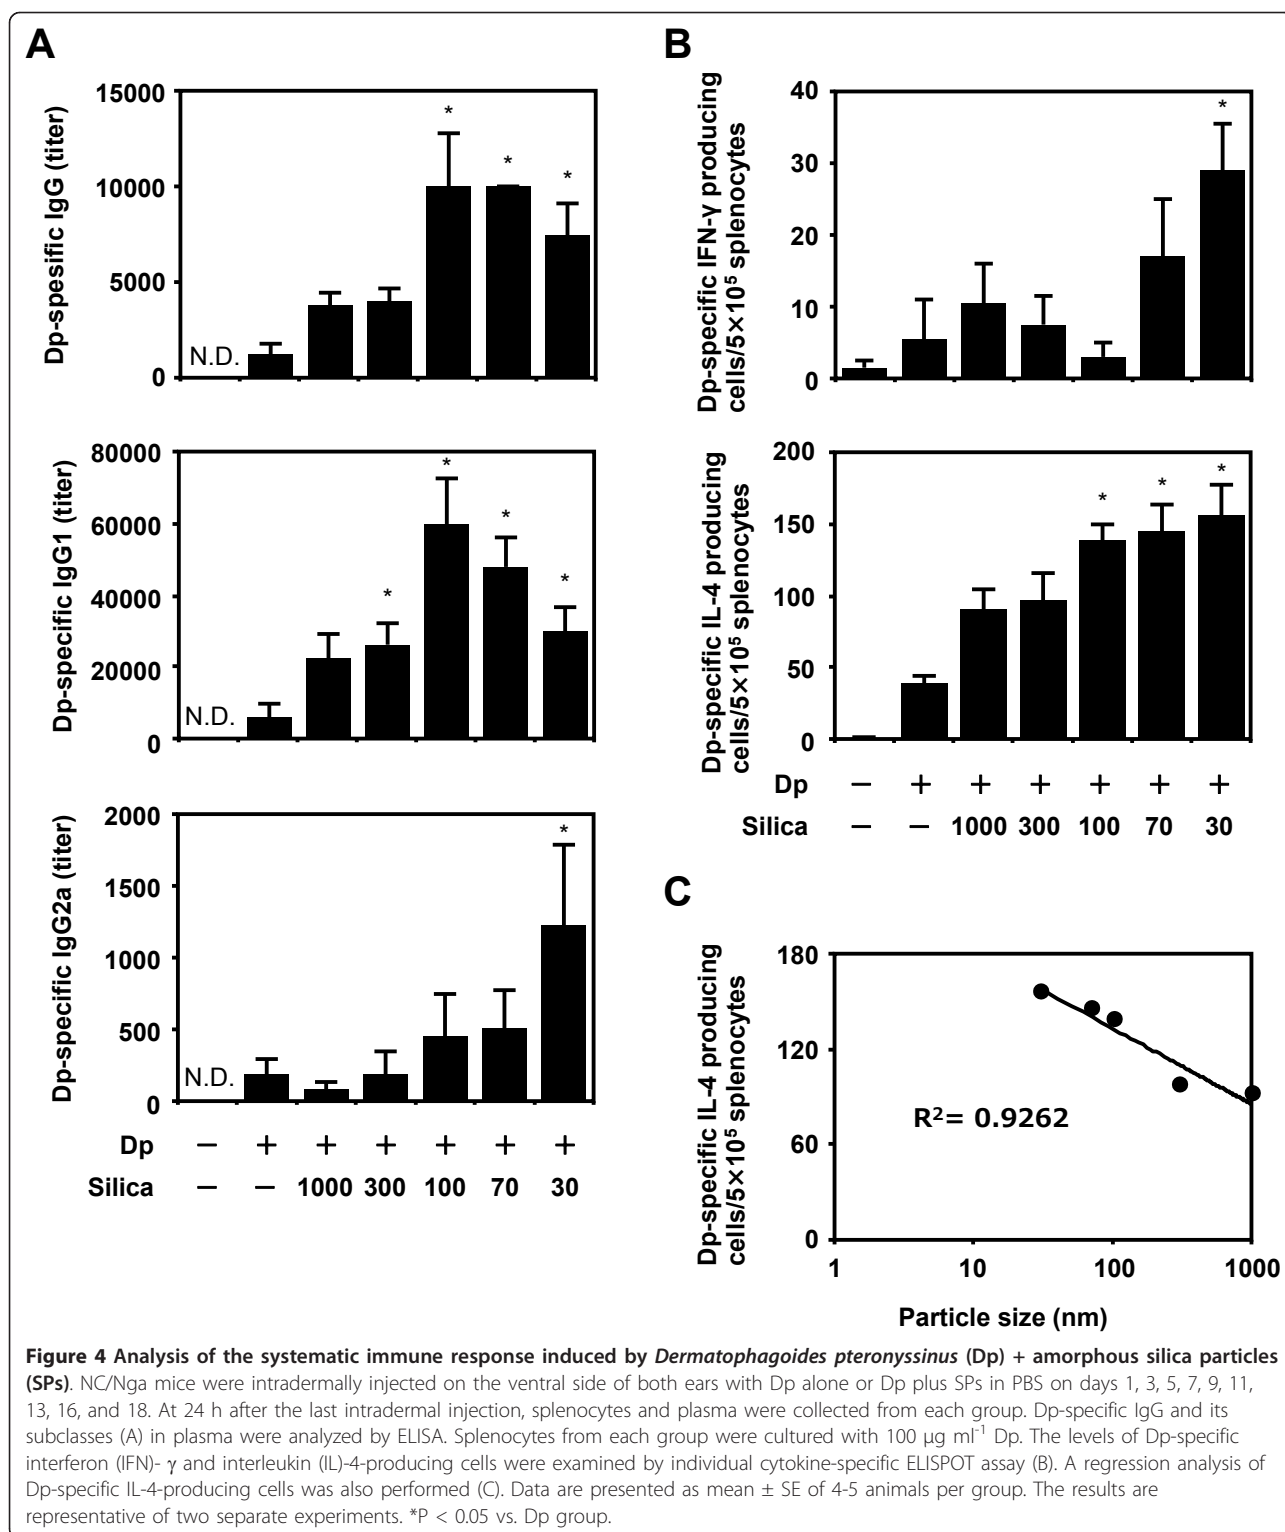 A
Dp-spesific IgG (titer)
15000
10000
5000
0
N.D.
*
*
*
Dp-specific IgG1 (titer)
80000
60000
40000
20000
0
N.D.
*
*
*
*
Dp-specific IgG2a (titer)
2000
1500
1000
500
0
N.D.
*
Dp − + + + + + +
Silica − − 1000 300 100 70 30
B
Dp-specific IFN-γ producing
cells/5×10⁵ splenocytes
40
30
20
10
0
*
Dp-specific IL-4 producing
cells/5×10⁵ splenocytes
200
150
100
50
0
*
*
*
Dp − + + + + + +
Silica − − 1000 300 100 70 30
C
Dp-specific IL-4 producing
cells/5×10⁵ splenocytes
180
120
60
0
R²= 0.9262
1 10 100 1000
Particle size (nm)
Figure 4 Analysis of the systematic immune response induced by Dermatophagoides pteronyssinus (Dp) + amorphous silica particles
(SPs). NC/Nga mice were intradermally injected on the ventral side of both ears with Dp alone or Dp plus SPs in PBS on days 1, 3, 5, 7, 9, 11,
13, 16, and 18. At 24 h after the last intradermal injection, splenocytes and plasma were collected from each group. Dp-specific IgG and its
subclasses (A) in plasma were analyzed by ELISA. Splenocytes from each group were cultured with 100 μg ml⁻¹ Dp. The levels of Dp-specific
interferon (IFN)- γ and interleukin (IL)-4-producing cells were examined by individual cytokine-specific ELISPOT assay (B). A regression analysis of
Dp-specific IL-4-producing cells was also performed (C). Data are presented as mean ± SE of 4-5 animals per group. The results are
representative of two separate experiments. *P < 0.05 vs. Dp group.